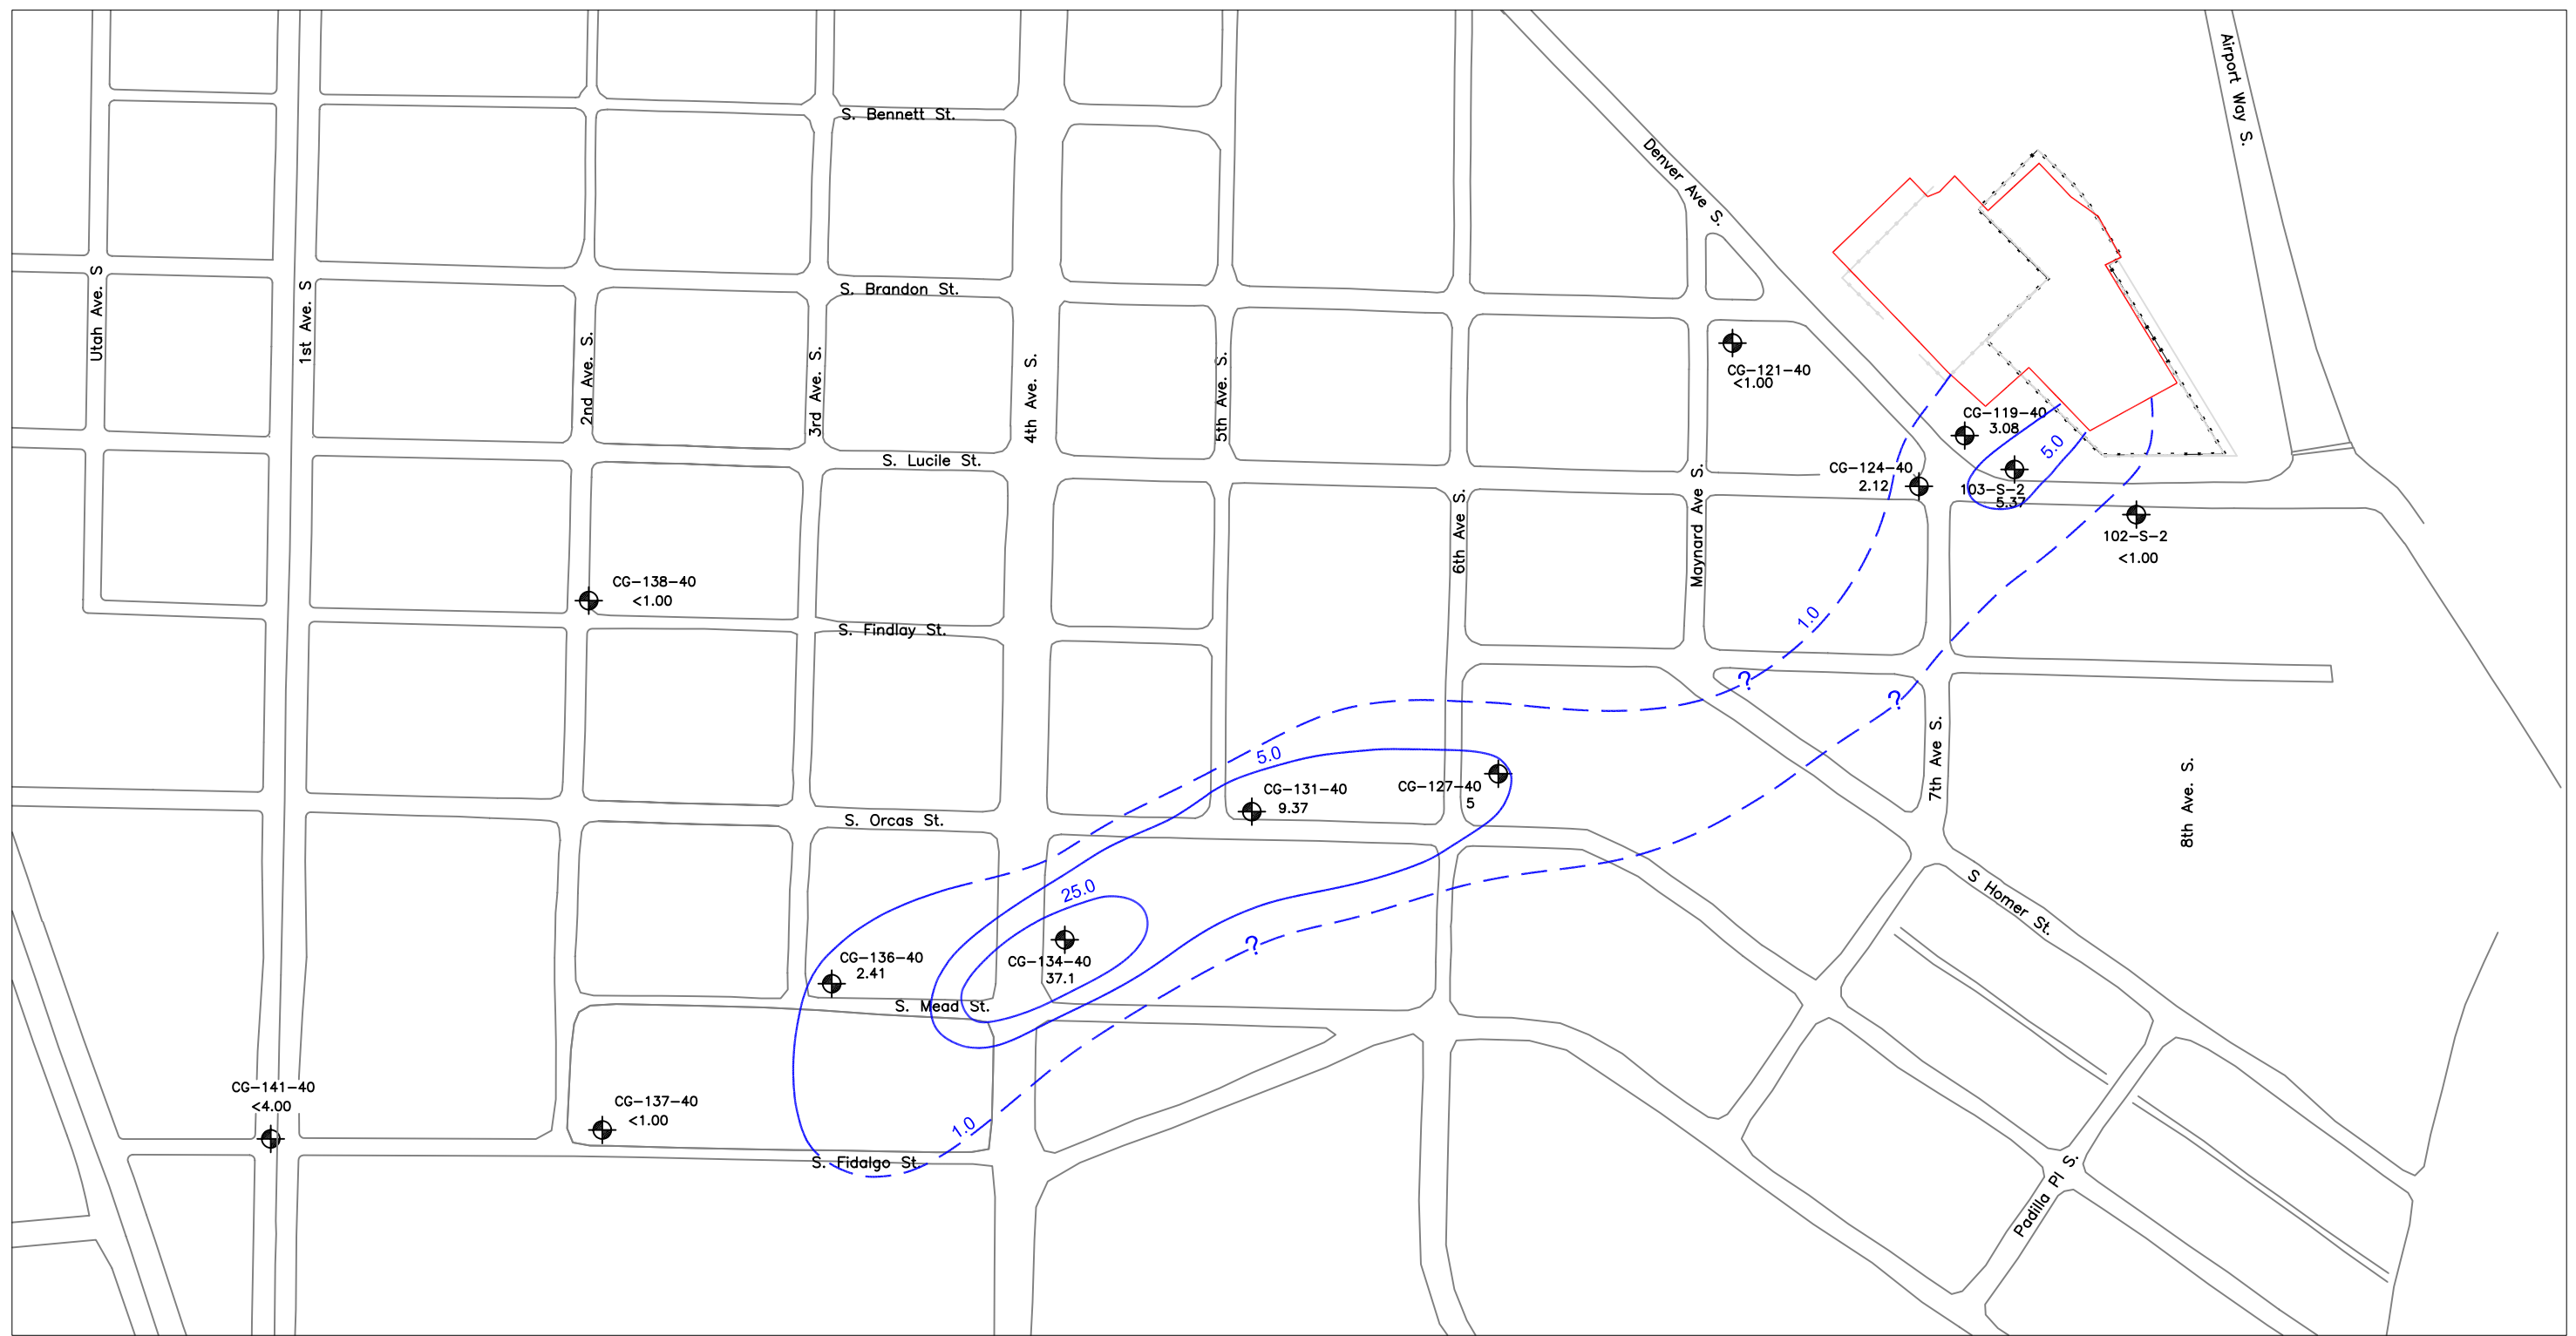 Airport Way S.
S. Bennett St.
Denver Ave S.
Utah Ave. S
1st Ave. S
S. Brandon St.
2nd Ave. S.
3rd Ave. S.
4th Ave. S.
5th Ave. S.
CG-121-40
<1.00
CG-119-40
3.08
5.0
S. Lucile St.
CG-124-40
2.12
103-S-2
5.37
6th Ave S.
Maynard Ave S.
102-S-2
<1.00
CG-138-40
<1.00
1.0
S. Findlay St.
?
?
7th Ave S.
8th Ave. S.
5.0
CG-131-40
9.37
CG-127-40
5
S. Orcas St.
25.0
S Homer St.
?
CG-136-40
2.41
CG-134-40
37.1
S. Mead St.
CG-141-40
<4.00
CG-137-40
<1.00
1.0
S. Fidalgo St.
Padilla Pl S.